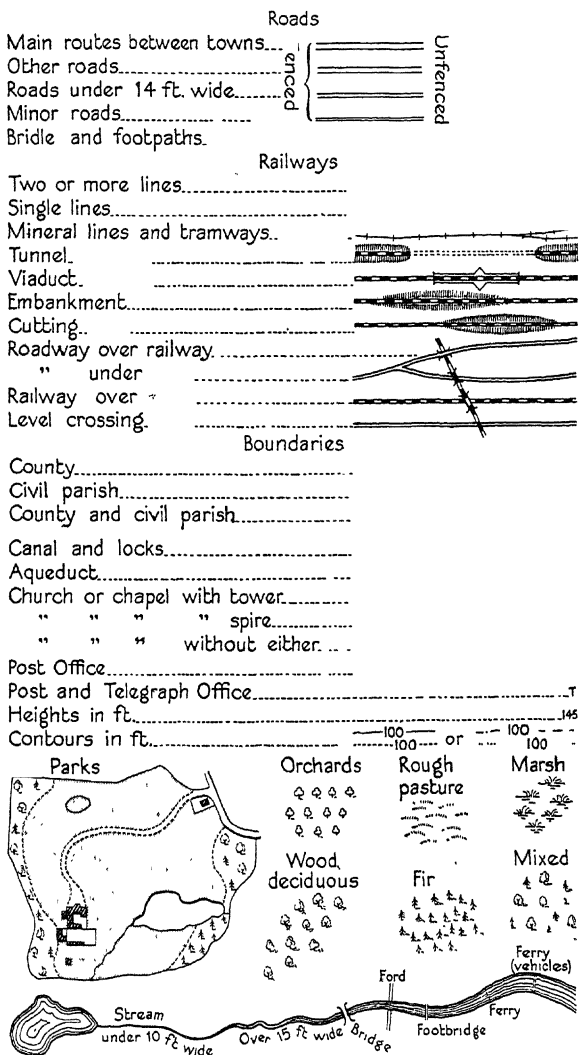 Roads
Main routes between towns
Other roads
Roads under 14 ft. wide
Minor roads
enced
Unfenced
Bridle and footpaths
Railways
Two or more lines
Single lines
Mineral lines and tramways
Tunnel
Viaduct
Embankment
Cutting
Roadway over railway
" under
Railway over "
Level crossing
Boundaries
County
Civil parish
County and civil parish
Canal and locks
Aqueduct
Church or chapel with tower
" " " " spire
" " " without either
Post Office
Post and Telegraph Office T
Heights in ft. 145
Contours in ft. 100 100 or 100 100
Parks
Orchards
Rough pasture
Marsh
Wood, deciduous
Fir
Mixed
Stream
under 10 ft wide
Over 15 ft wide
Bridge
Ford
Footbridge
Ferry
Ferry
(vehicles)